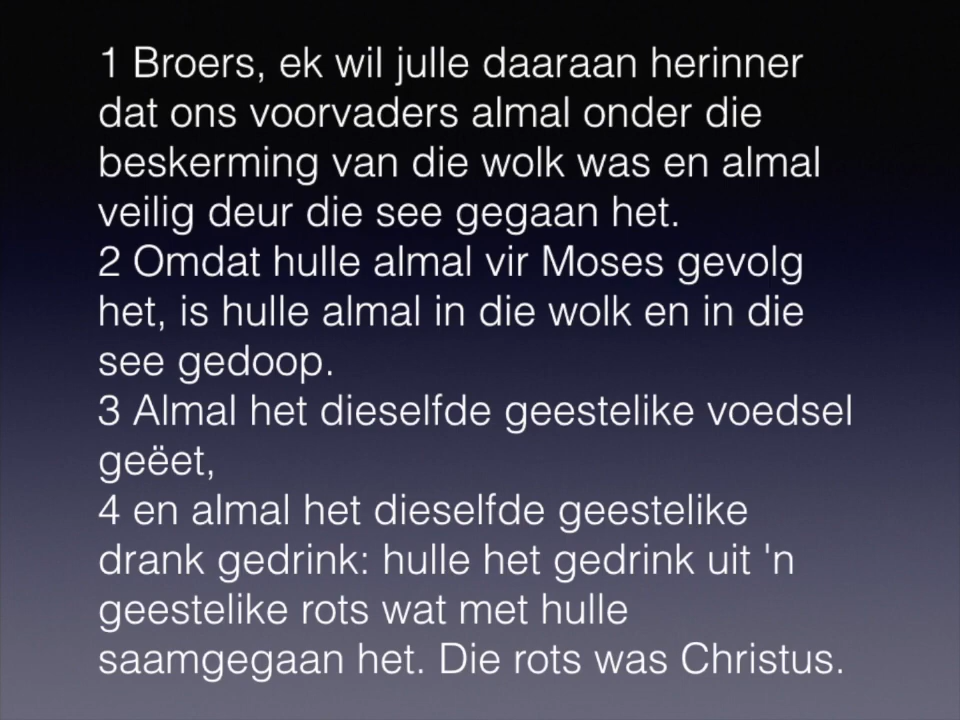 1 Broers, ek wil julle daaraan herinner
dat ons voorvaders almal onder die
beskerming van die wolk was en almal
veilig deur die see gegaan het.
2 Omdat hulle almal vir Moses gevolg
het, is hulle almal in die wolk en in die
see gedoop.
3 Almal het dieselfde geestelike voedsel
geëet,
4 en almal het dieselfde geestelike
drank gedrink: hulle het gedrink uit 'n
geestelike rots wat met hulle
saamgegaan het. Die rots was Christus.